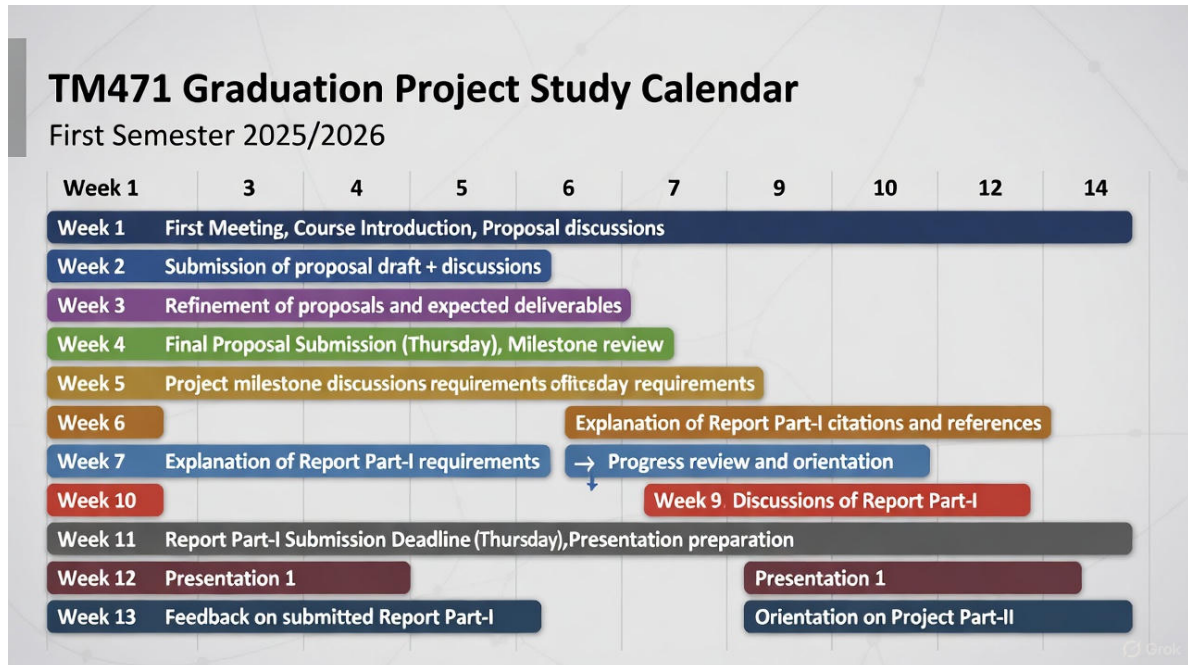 TM471 Graduation Project Study Calendar
First Semester 2025/2026
Week 1 3 4 5 6 7 9 10 12 14
Week 1 First Meeting, Course Introduction, Proposal discussions
Week 2 Submission of proposal draft + discussions
Week 3 Refinement of proposals and expected deliverables
Week 4 Final Proposal Submission (Thursday), Milestone review
Week 5 Project milestone discussions requirements requirements
Week 6 Explanation of Report Part-I citations and references
Week 7 Explanation of Report Part-I requirements → Progress review and orientation
Week 10 Week 9. Discussions of Report Part-I
Week 11 Report Part-I Submission Deadline (Thursday),Presentation preparation
Week 12 Presentation 1 Presentation 1
Week 13 Feedback on submitted Report Part-I Orientation on Project Part-II
Grok